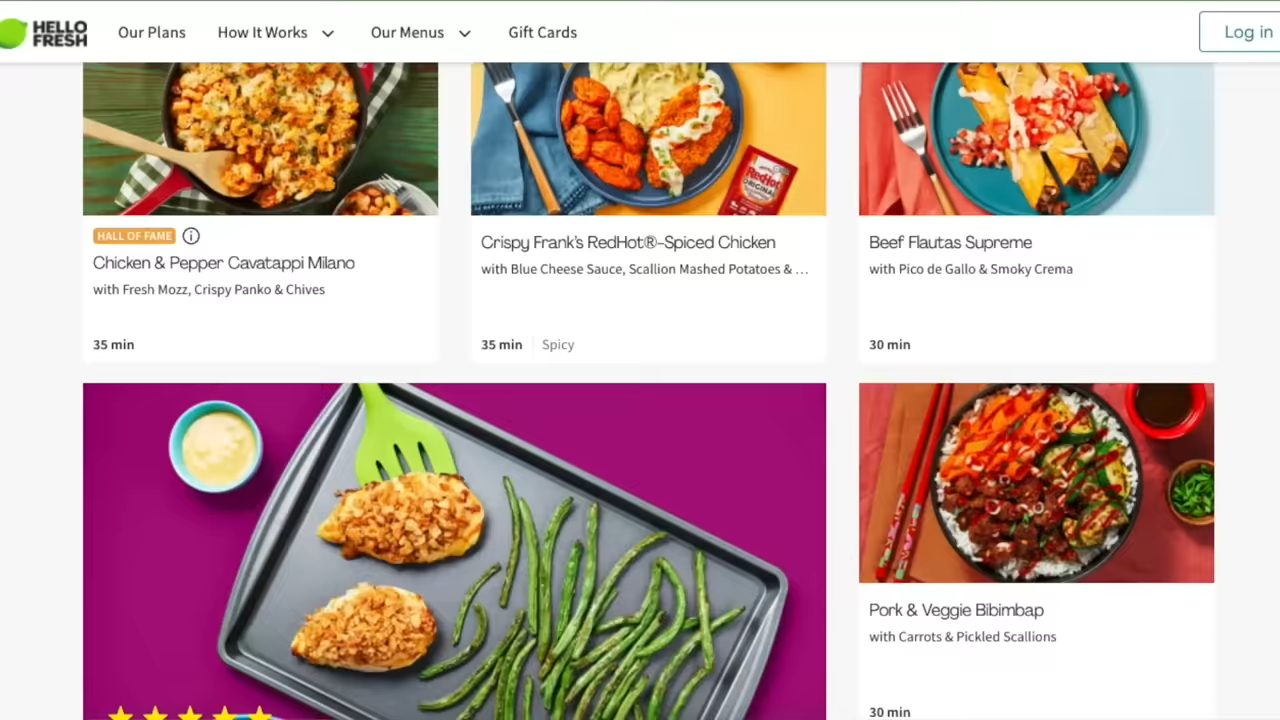 HELLO
FRESH
Our Plans
How It Works
Our Menus
Gift Cards
Log in
HALL OF FAME
Chicken & Pepper Cavatappi Milano
with Fresh Mozz, Crispy Panko & Chives
35 min
RedHot
ORIGINAL
Crispy Frank's RedHot®-Spiced Chicken
with Blue Cheese Sauce, Scallion Mashed Potatoes & …
35 min
Spicy
Beef Flautas Supreme
with Pico de Gallo & Smoky Crema
30 min
Pork & Veggie Bibimbap
with Carrots & Pickled Scallions
30 min